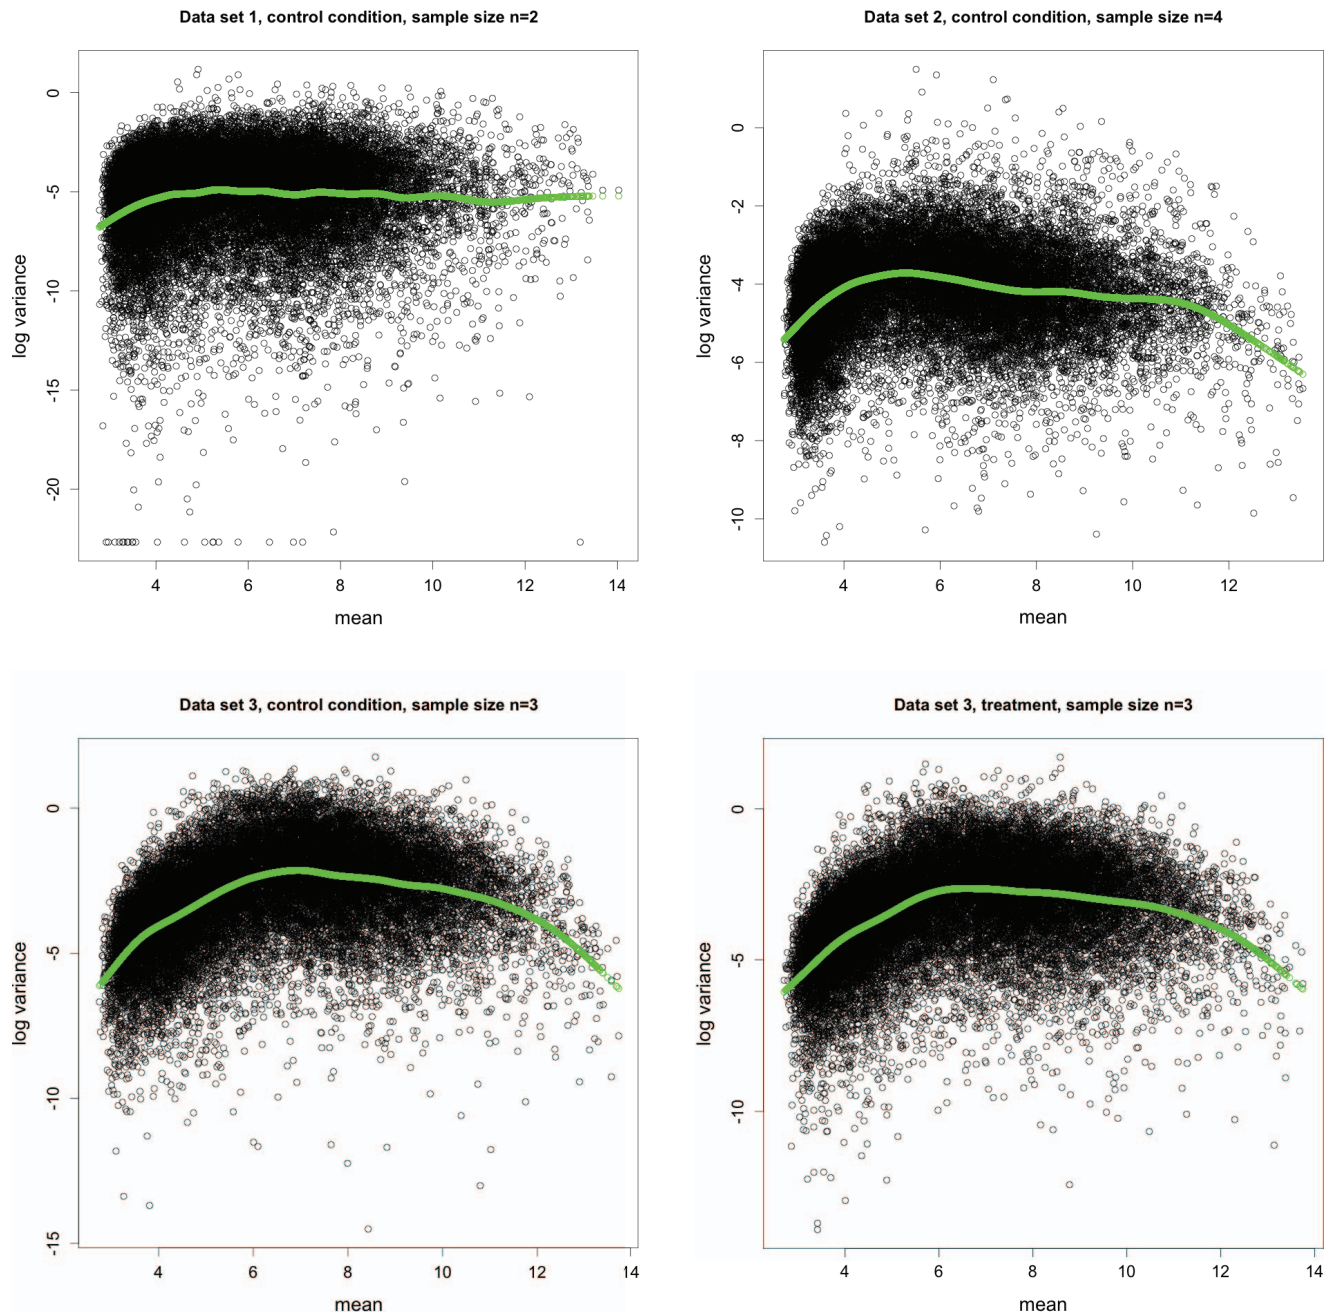 Data set 1, control condition, sample size n=2
log variance
0
-5
-10
-15
-20
4 6 8 10 12 14
mean
Data set 2, control condition, sample size n=4
log variance
0
-2
-4
-6
-8
-10
4 6 8 10 12
mean
Data set 3, control condition, sample size n=3
log variance
0
-5
-10
-15
4 6 8 10 12 14
mean
Data set 3, treatment, sample size n=3
log variance
0
-5
-10
4 6 8 10 12 14
mean